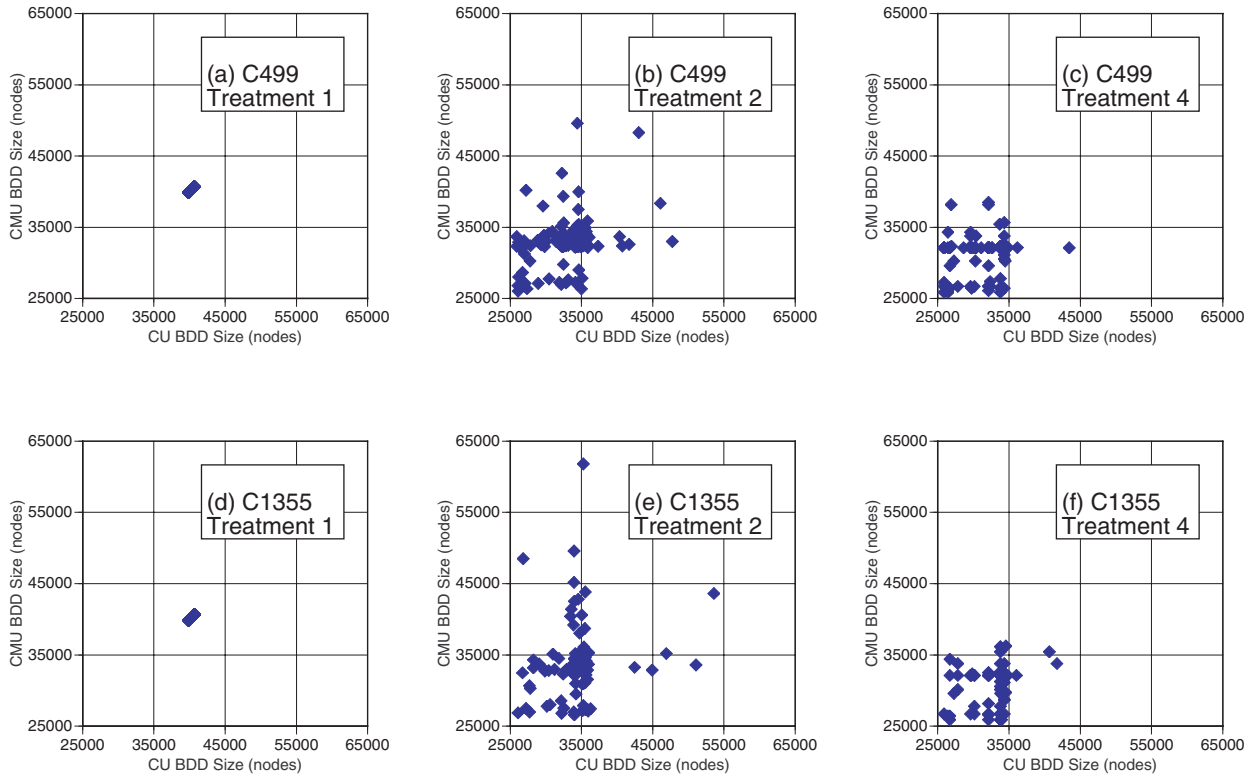 65000
55000
45000
35000
25000
CMU BDD Size (nodes)
(a) C499
Treatment 1
25000 35000 45000 55000 65000
CU BDD Size (nodes)
65000
55000
45000
35000
25000
CMU BDD Size (nodes)
(b) C499
Treatment 2
25000 35000 45000 55000 65000
CU BDD Size (nodes)
65000
55000
45000
35000
25000
CMU BDD Size (nodes)
(c) C499
Treatment 4
25000 35000 45000 55000 65000
CU BDD Size (nodes)
65000
55000
45000
35000
25000
CMU BDD Size (nodes)
(d) C1355
Treatment 1
25000 35000 45000 55000 65000
CU BDD Size (nodes)
65000
55000
45000
35000
25000
CMU BDD Size (nodes)
(e) C1355
Treatment 2
25000 35000 45000 55000 65000
CU BDD Size (nodes)
65000
55000
45000
35000
25000
CMU BDD Size (nodes)
(f) C1355
Treatment 4
25000 35000 45000 55000 65000
CU BDD Size (nodes)